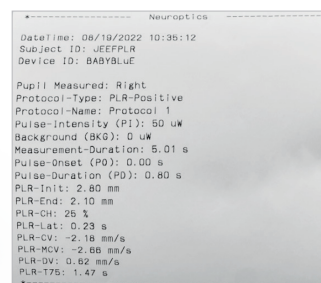 *--------------- Neuroptics ---------------
DateTime: 08/19/2022 10:35:12
Subject ID: JEEFPLR
Device ID: BABYBLuE
Pupil Measured: Right
Protocol-Type: PLR-Positive
Protocol-Name: Protocol 1
Pulse-Intensity (PI): 50 uW
Background (BKG): 0 uW
Measurement-Duration: 5.01 s
Pulse-Onset (PO): 0.00 s
Pulse-Duration (PD): 0.80 s
PLR-Init: 2.80 mm
PLR-End: 2.10 mm
PLR-CH: 25 %
PLR-Lat: 0.23 s
PLR-CV: -2.18 mm/s
PLR-MCV: -2.66 mm/s
PLR-DV: 0.62 mm/s
PLR-T75: 1.47 s